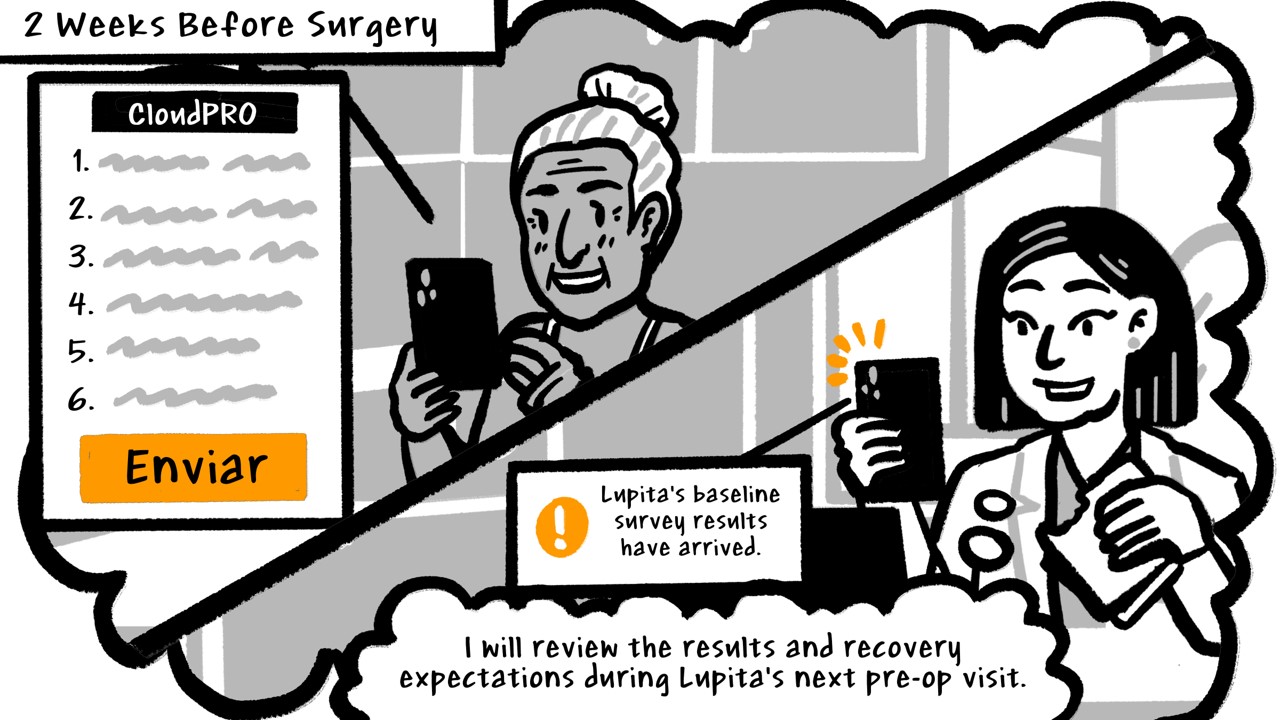 2 Weeks Before Surgery
CloudPRO
1.
2.
3.
4.
5.
6.
Enviar
Lupita's baseline
survey results
have arrived.
I will review the results and recovery
expectations during Lupita's next pre-op visit.